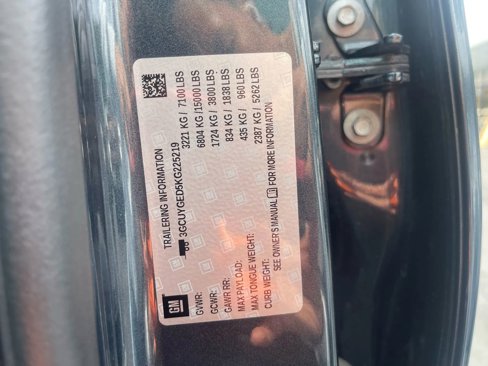 GM
TRAILERING INFORMATION
3GCUYGED5KG225219
GVWR: 3221 KG / 7100 LBS
GCWR: 6804 KG /15000 LBS
GAWR RR: 1724 KG / 3800 LBS
MAX PAYLOAD: 834 KG / 1838 LBS
MAX TONGUE WEIGHT: 435 KG / 960 LBS
CURB WEIGHT: 2387 KG / 5262 LBS
SEE OWNER'S MANUAL FOR MORE INFORMATION